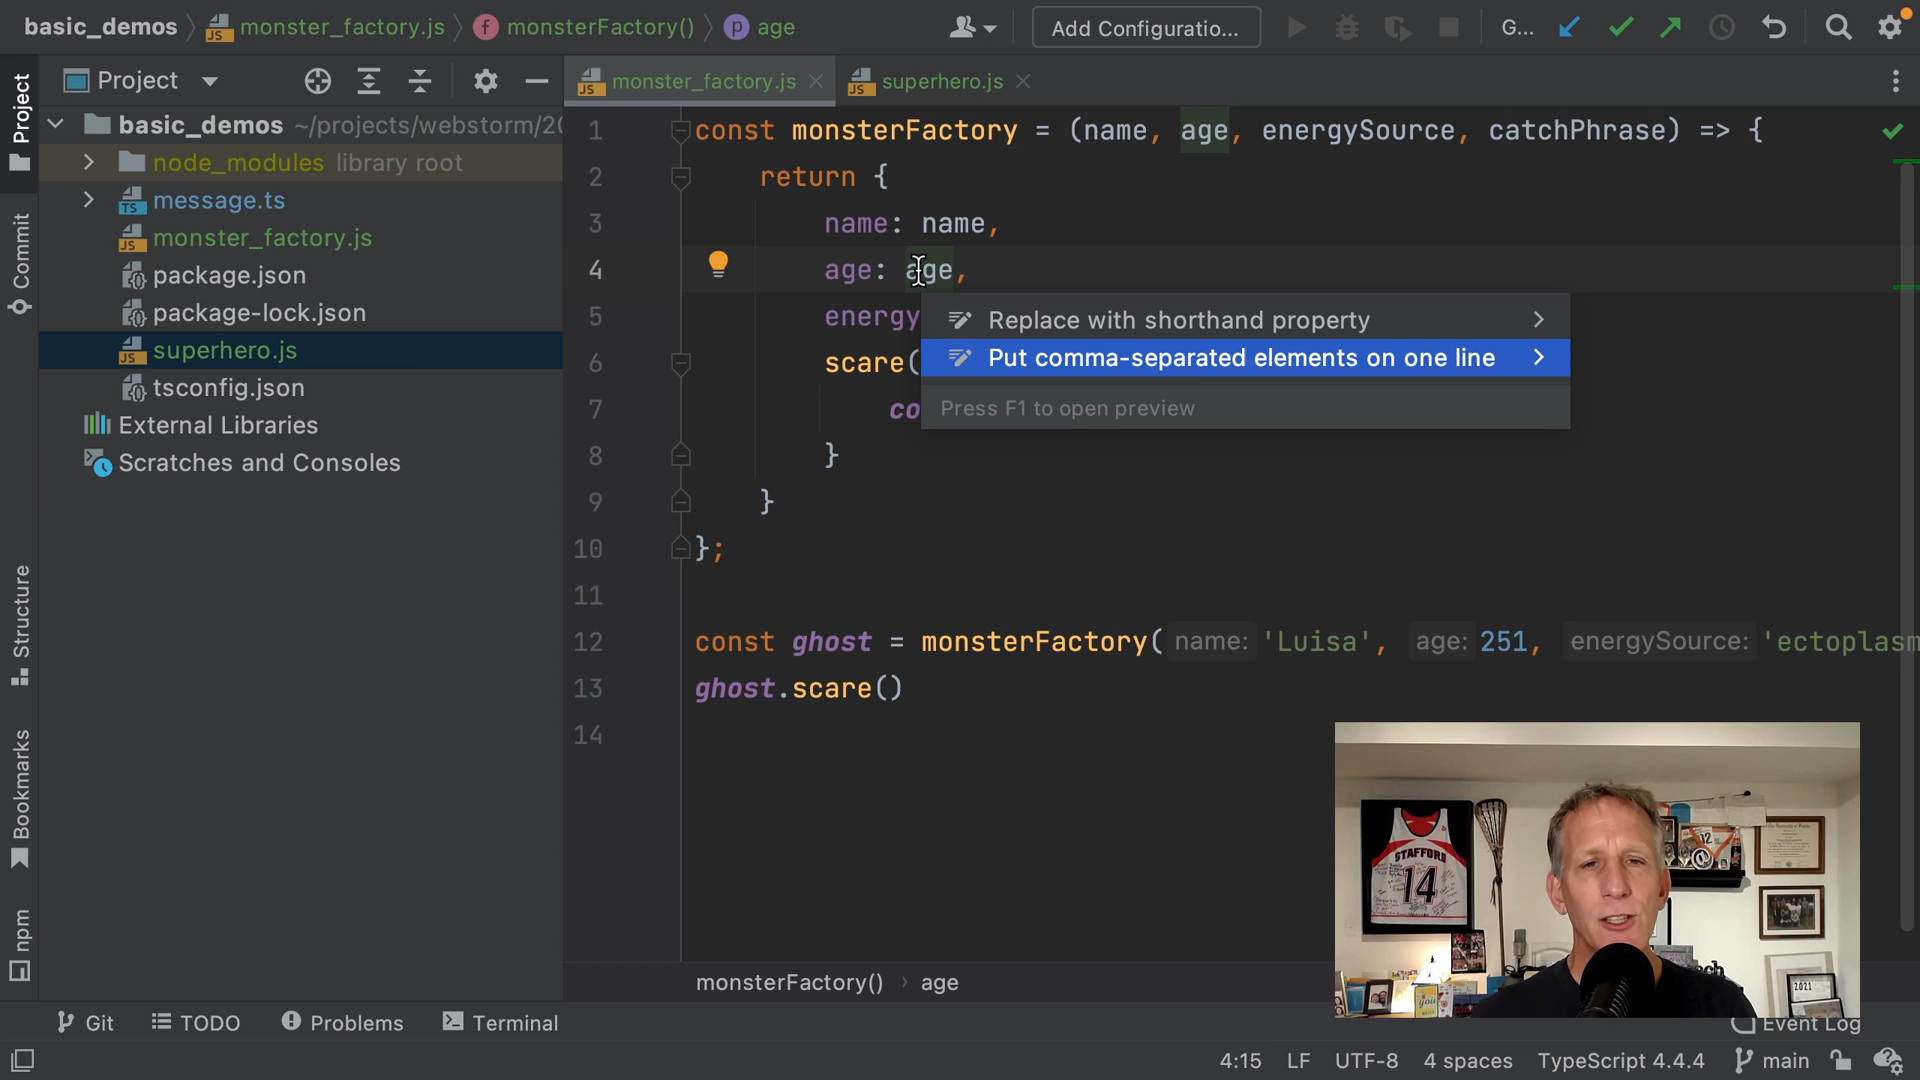 basic_demos monster_factory.js monsterFactory() age
Add Configuratio... G...
Project
monster_factory.js superhero.js
Project
Commit
Structure
Bookmarks
npm
basic_demos ~/projects/webstorm/20
node_modules library root
message.ts
monster_factory.js
package.json
package-lock.json
superhero.js
tsconfig.json
External Libraries
Scratches and Consoles
1 const monsterFactory = (name, age, energySource, catchPhrase) => {
2 return {
3 name: name,
4 age: age,
5 energy
6 scare(
7 co
8 }
9 }
10 };
11
12 const ghost = monsterFactory( name: 'Luisa', age: 251, energySource: 'ectoplasm
13 ghost.scare()
14
Replace with shorthand property
Put comma-separated elements on one line
Press F1 to open preview
STAFFORD
14
2021
you
monsterFactory() age
Git TODO Problems Terminal Event Log
4:15 LF UTF-8 4 spaces TypeScript 4.4.4 main